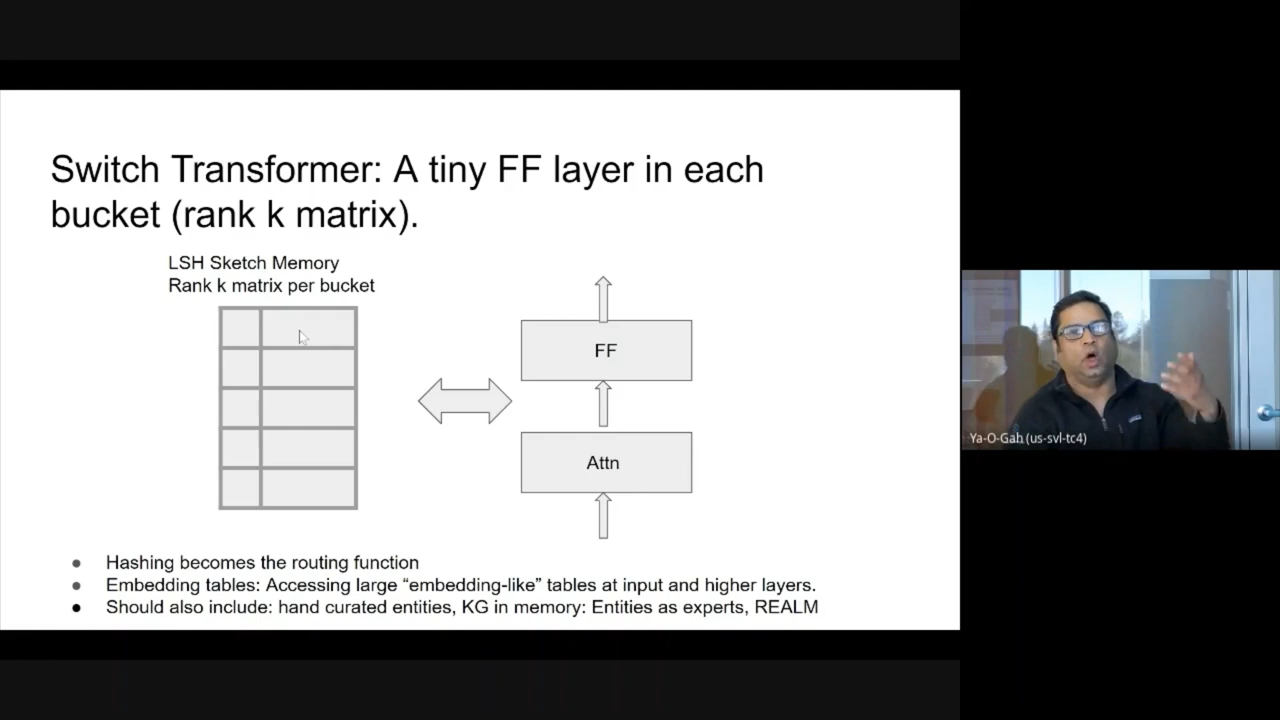 Switch Transformer: A tiny FF layer in each
bucket (rank k matrix).
LSH Sketch Memory
Rank k matrix per bucket
FF
Attn
● Hashing becomes the routing function
● Embedding tables: Accessing large “embedding-like” tables at input and higher layers.
● Should also include: hand curated entities, KG in memory: Entities as experts, REALM
Ya-O-Gah (us-svl-tc4)